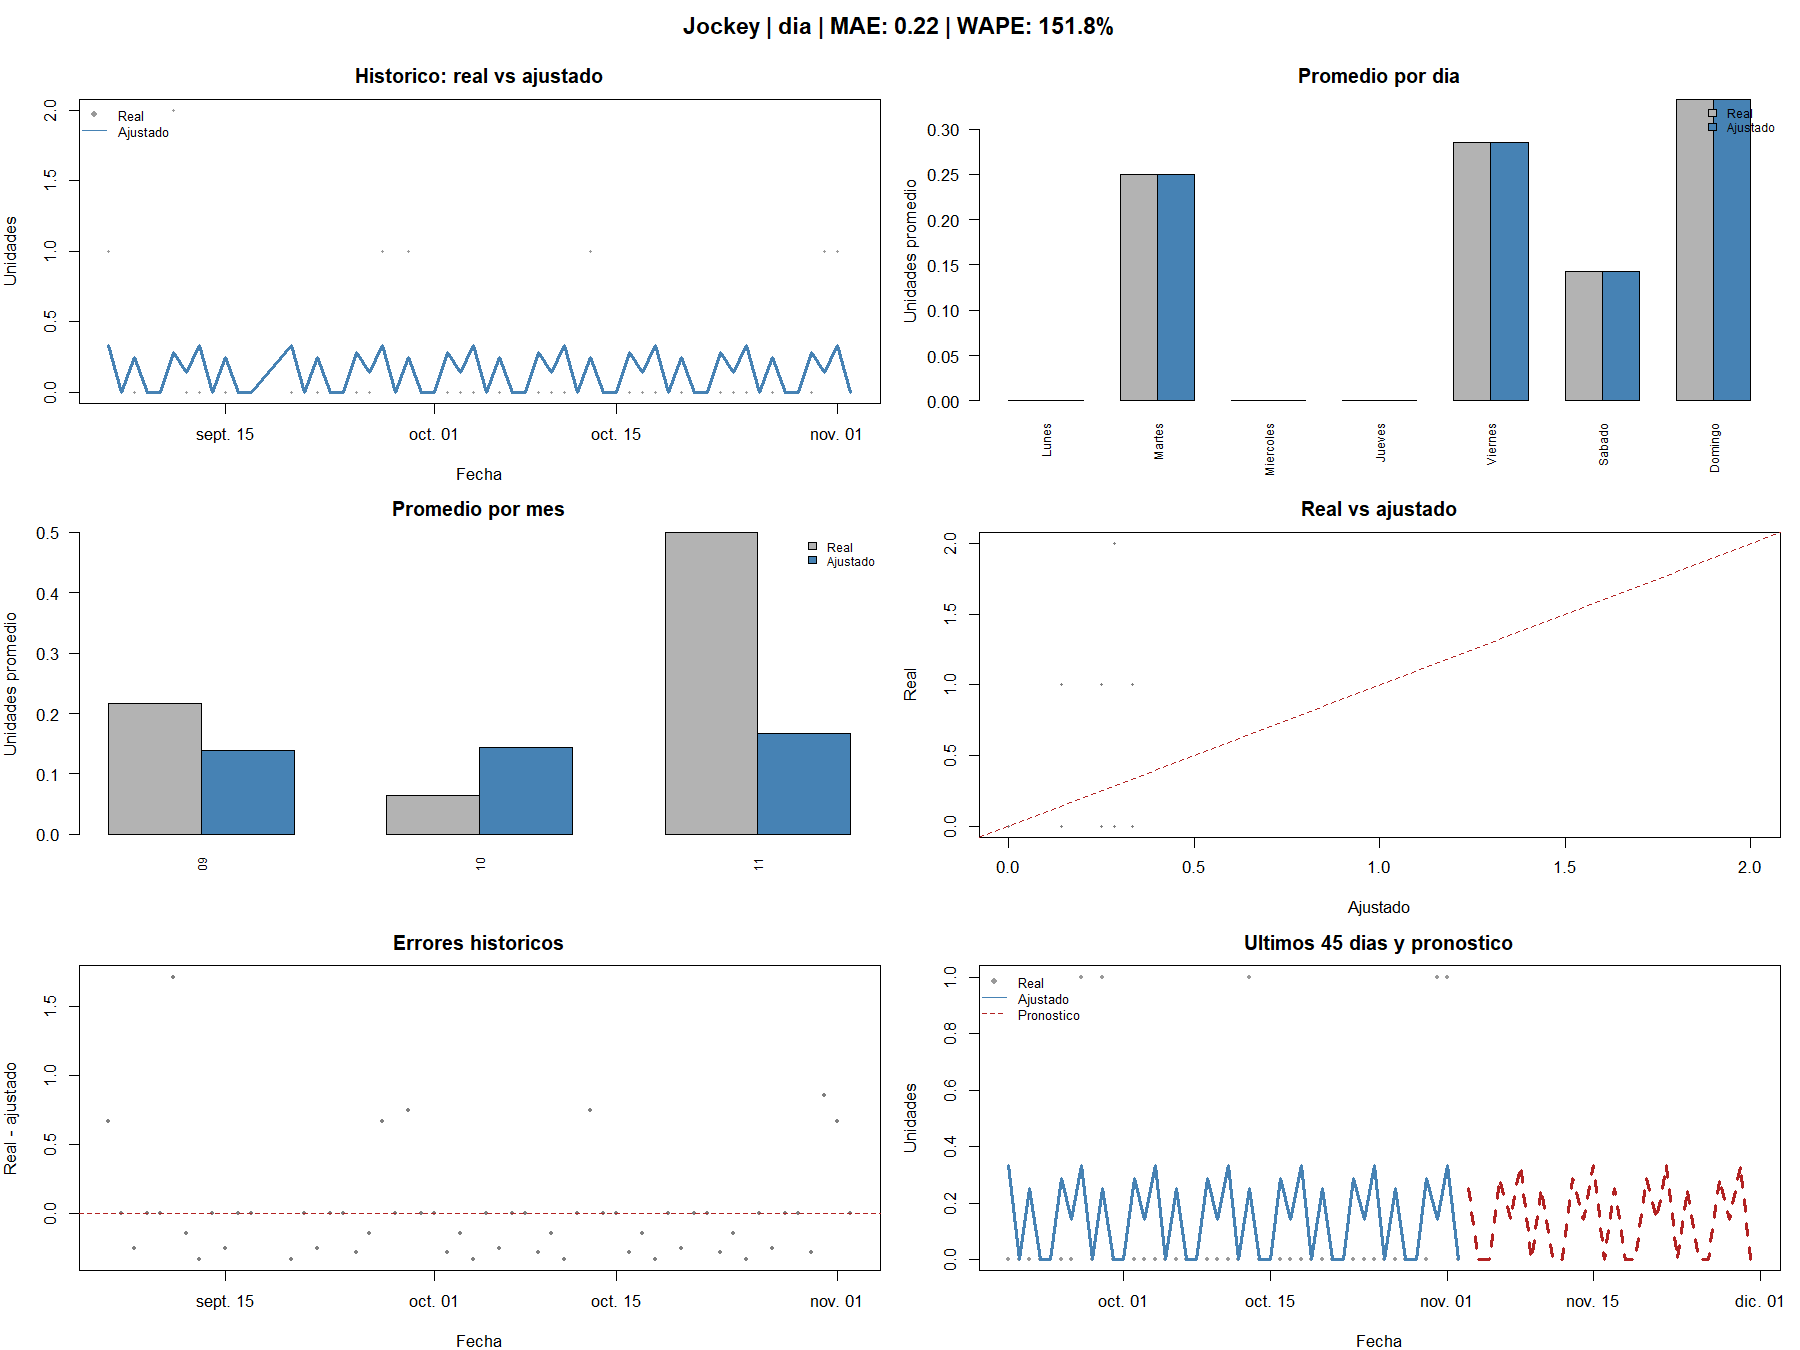 Jockey | dia | MAE: 0.22 | WAPE: 151.8%
Historico: real vs ajustado
Real
Ajustado
Unidades
0.0
0.5
1.0
1.5
2.0
sept. 15
oct. 01
oct. 15
nov. 01
Fecha
Promedio por dia
Real
Ajustado
Unidades promedio
0.30
0.25
0.20
0.15
0.10
0.05
0.00
Lunes
Martes
Miercoles
Jueves
Viernes
Sabado
Domingo
Promedio por mes
Real
Ajustado
Unidades promedio
0.5
0.4
0.3
0.2
0.1
0.0
09
10
11
Real vs ajustado
Real
0.0
0.5
1.0
1.5
2.0
0.0
0.5
1.0
1.5
2.0
Ajustado
Errores historicos
Real - ajustado
0.0
0.5
1.0
1.5
sept. 15
oct. 01
oct. 15
nov. 01
Fecha
Ultimos 45 dias y pronostico
Real
Ajustado
Pronostico
Unidades
0.0
0.2
0.4
0.6
0.8
1.0
oct. 01
oct. 15
nov. 01
nov. 15
dic. 01
Fecha